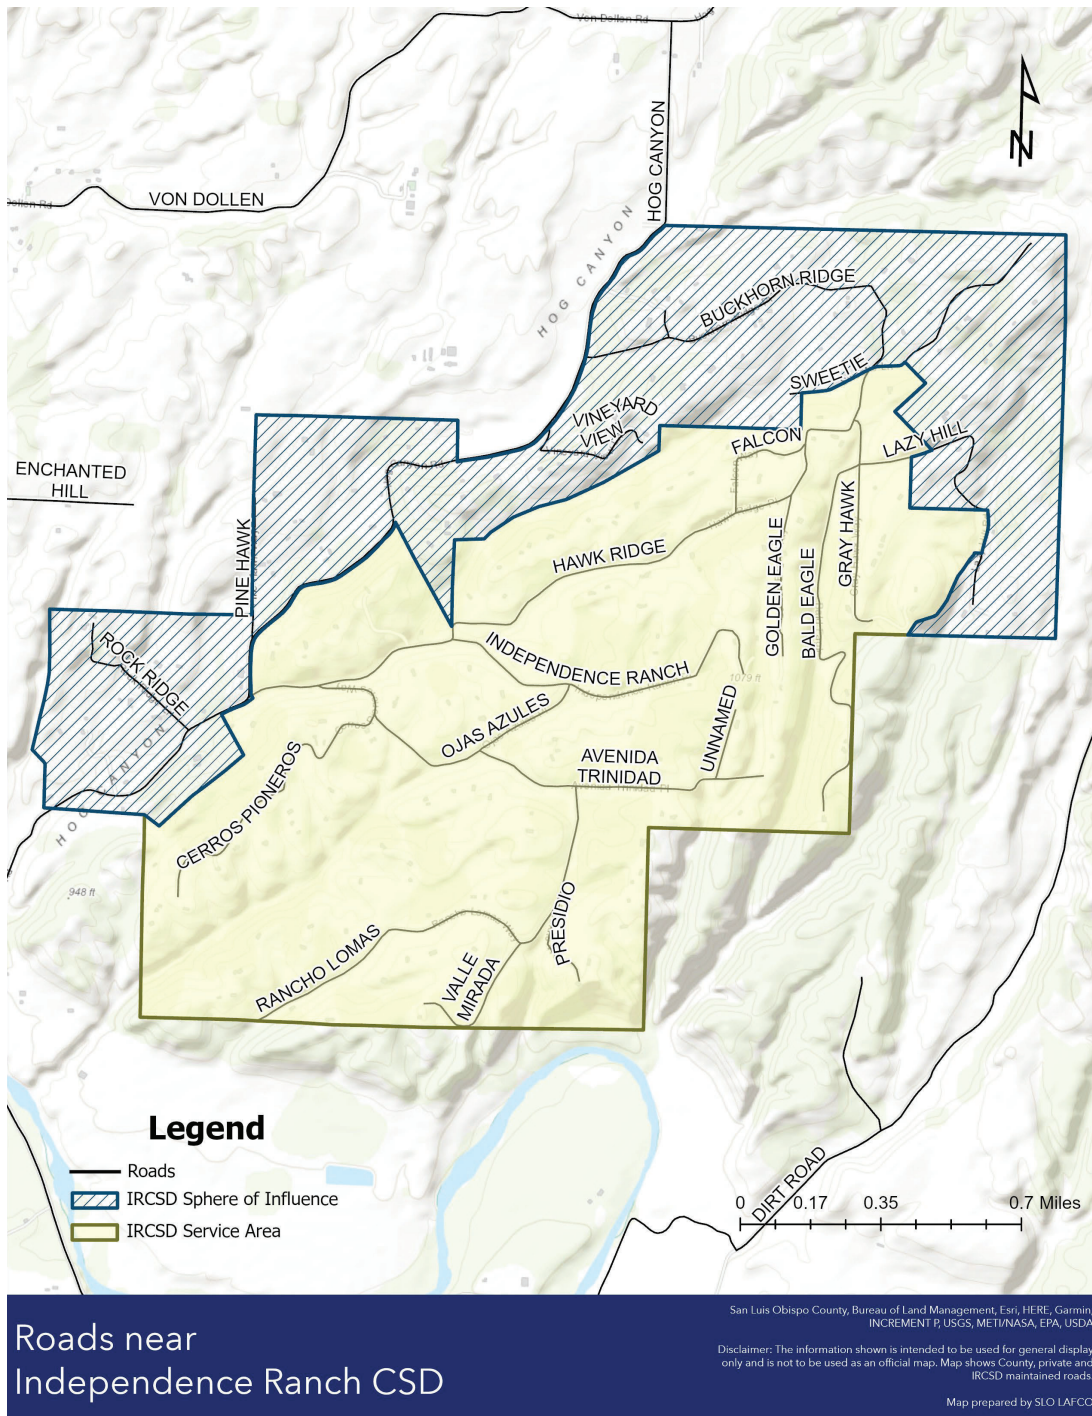 Von Dollen Rd
HOG CANYON
N
VON DOLLEN
HOG CANYON
BUCKHORN RIDGE
SWEETIE
VINEYARD
VIEW
FALCON
LAZY HILL
ENCHANTED
HILL
PINE HAWK
HAWK RIDGE
GOLDEN EAGLE
BALD EAGLE
GRAY HAWK
ROCK RIDGE
INDEPENDENCE RANCH
1079 ft
OJAS AZULES
UNNAMED
AVENIDA
TRINIDAD
CERROS PIONEROS
948 ft
PRESIDIO
RANCHO LOMAS
VALLE
MIRADA
DIRT ROAD
Legend
Roads
IRCSD Sphere of Influence
IRCSD Service Area
0 0.17 0.35 0.7 Miles
Roads near
Independence Ranch CSD
San Luis Obispo County, Bureau of Land Management, Esri, HERE, Garmin,
INCREMENT P, USGS, METI/NASA, EPA, USDA
Disclaimer: The information shown is intended to be used for general display
only and is not to be used as an official map. Map shows County, private and
IRCSD maintained roads
Map prepared by SLO LAFCO